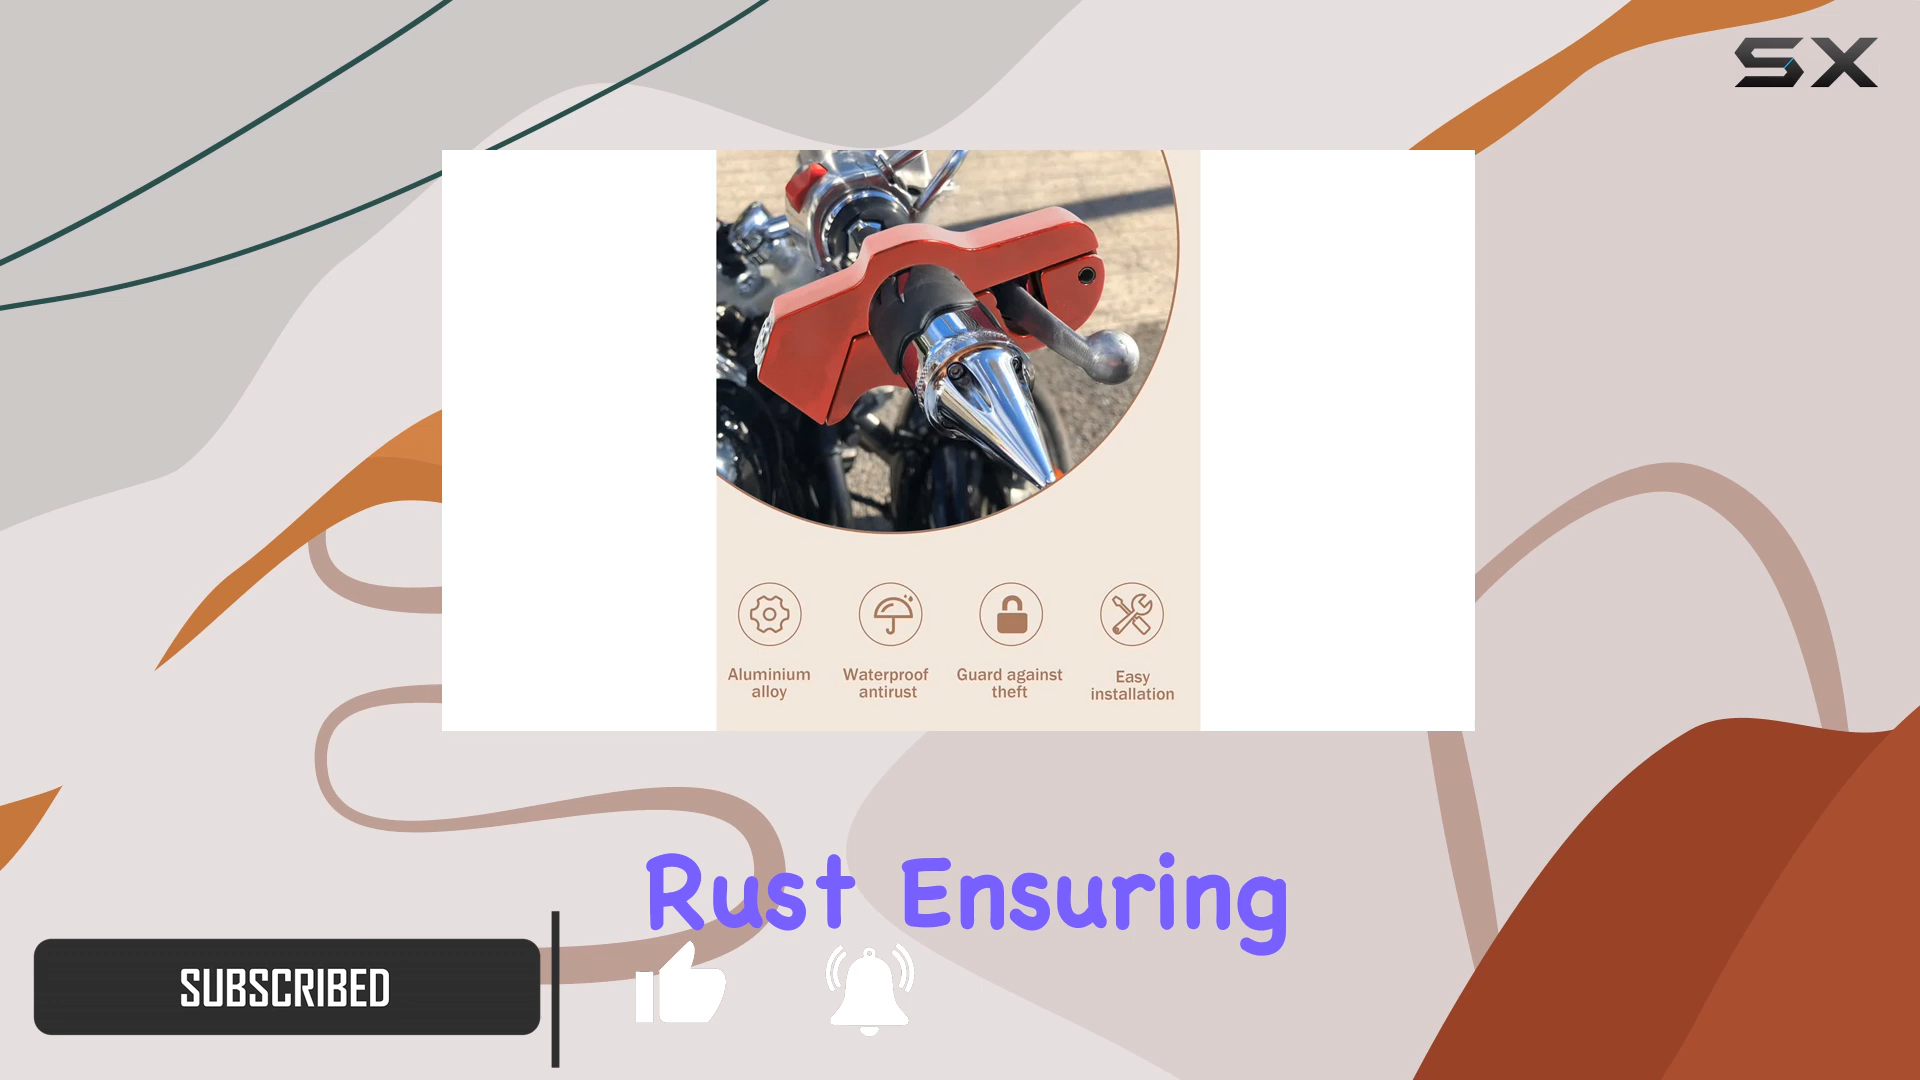 SX
Aluminium
alloy
Waterproof
antirust
Guard against
theft
Easy
installation
Rust Ensuring
SUBSCRIBED